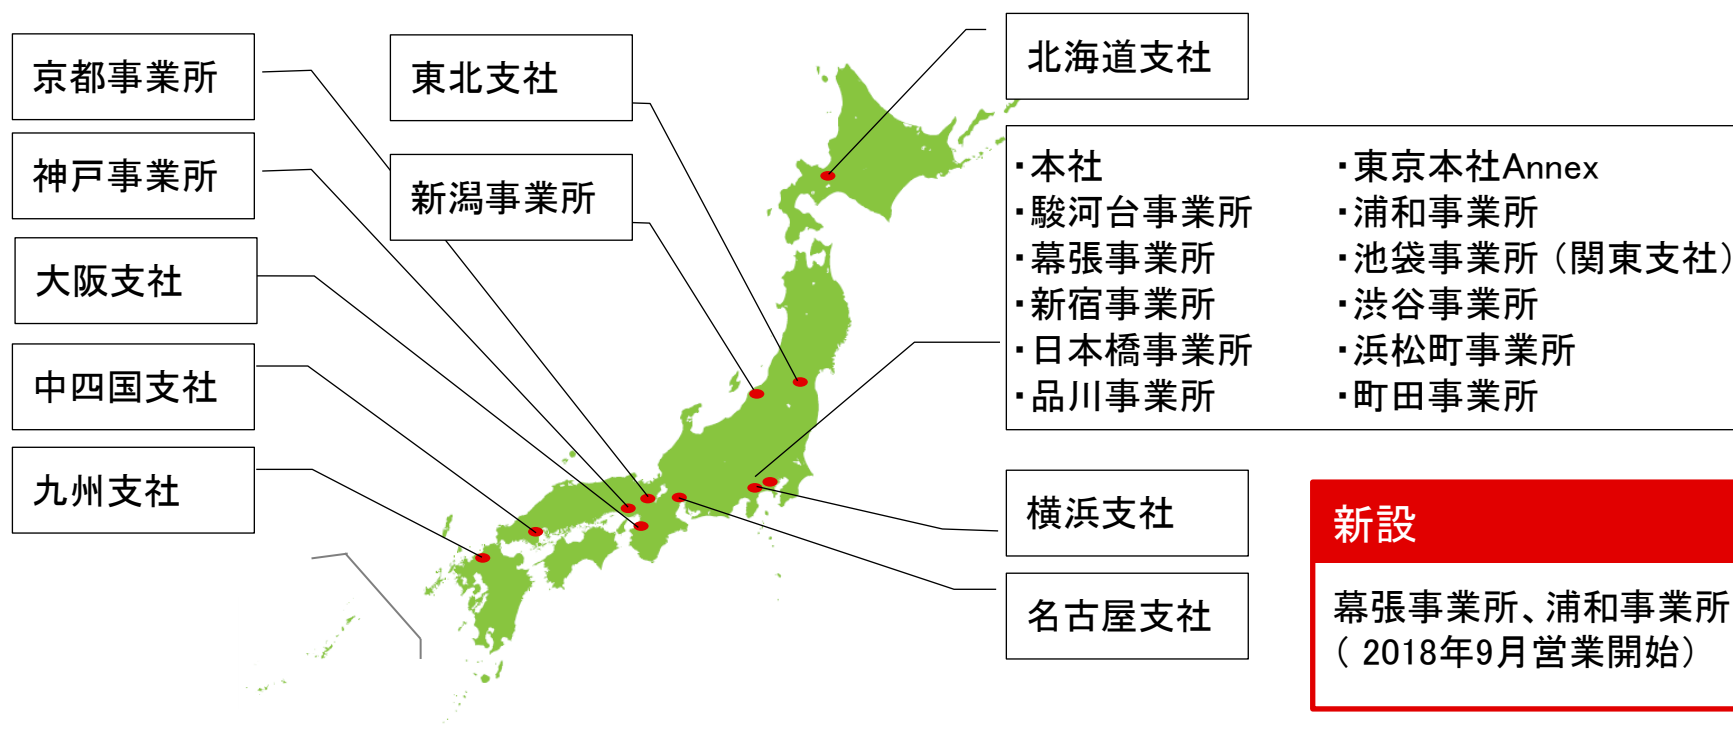 京都事業所
神戸事業所
大阪支社
中四国支社
九州支社
東北支社
新潟事業所
北海道支社
・本社
・駿河台事業所
・幕張事業所
・新宿事業所
・日本橋事業所
・品川事業所
・東京本社Annex
・浦和事業所
・池袋事業所（関東支社）
・渋谷事業所
・浜松町事業所
・町田事業所
横浜支社
名古屋支社
新設
幕張事業所、浦和事業所
（ 2018年9月営業開始）